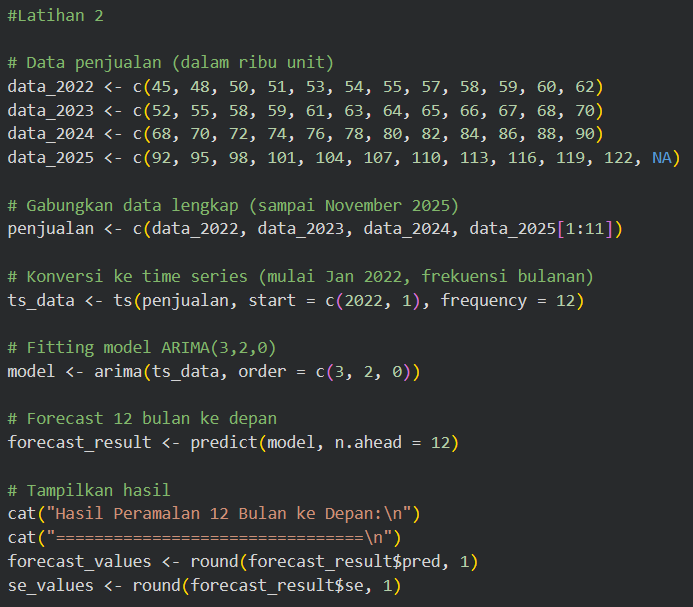 #Latihan 2
# Data penjualan (dalam ribu unit)
data_2022 <- c(45, 48, 50, 51, 53, 54, 55, 57, 58, 59, 60, 62)
data_2023 <- c(52, 55, 58, 59, 61, 63, 64, 65, 66, 67, 68, 70)
data_2024 <- c(68, 70, 72, 74, 76, 78, 80, 82, 84, 86, 88, 90)
data_2025 <- c(92, 95, 98, 101, 104, 107, 110, 113, 116, 119, 122, NA)
# Gabungkan data lengkap (sampai November 2025)
penjualan <- c(data_2022, data_2023, data_2024, data_2025[1:11])
# Konversi ke time series (mulai Jan 2022, frekuensi bulanan)
ts_data <- ts(penjualan, start = c(2022, 1), frequency = 12)
# Fitting model ARIMA(3,2,0)
model <- arima(ts_data, order = c(3, 2, 0))
# Forecast 12 bulan ke depan
forecast_result <- predict(model, n.ahead = 12)
# Tampilkan hasil
cat("Hasil Peramalan 12 Bulan ke Depan:\n")
cat("================================\n")
forecast_values <- round(forecast_result$pred, 1)
se_values <- round(forecast_result$se, 1)